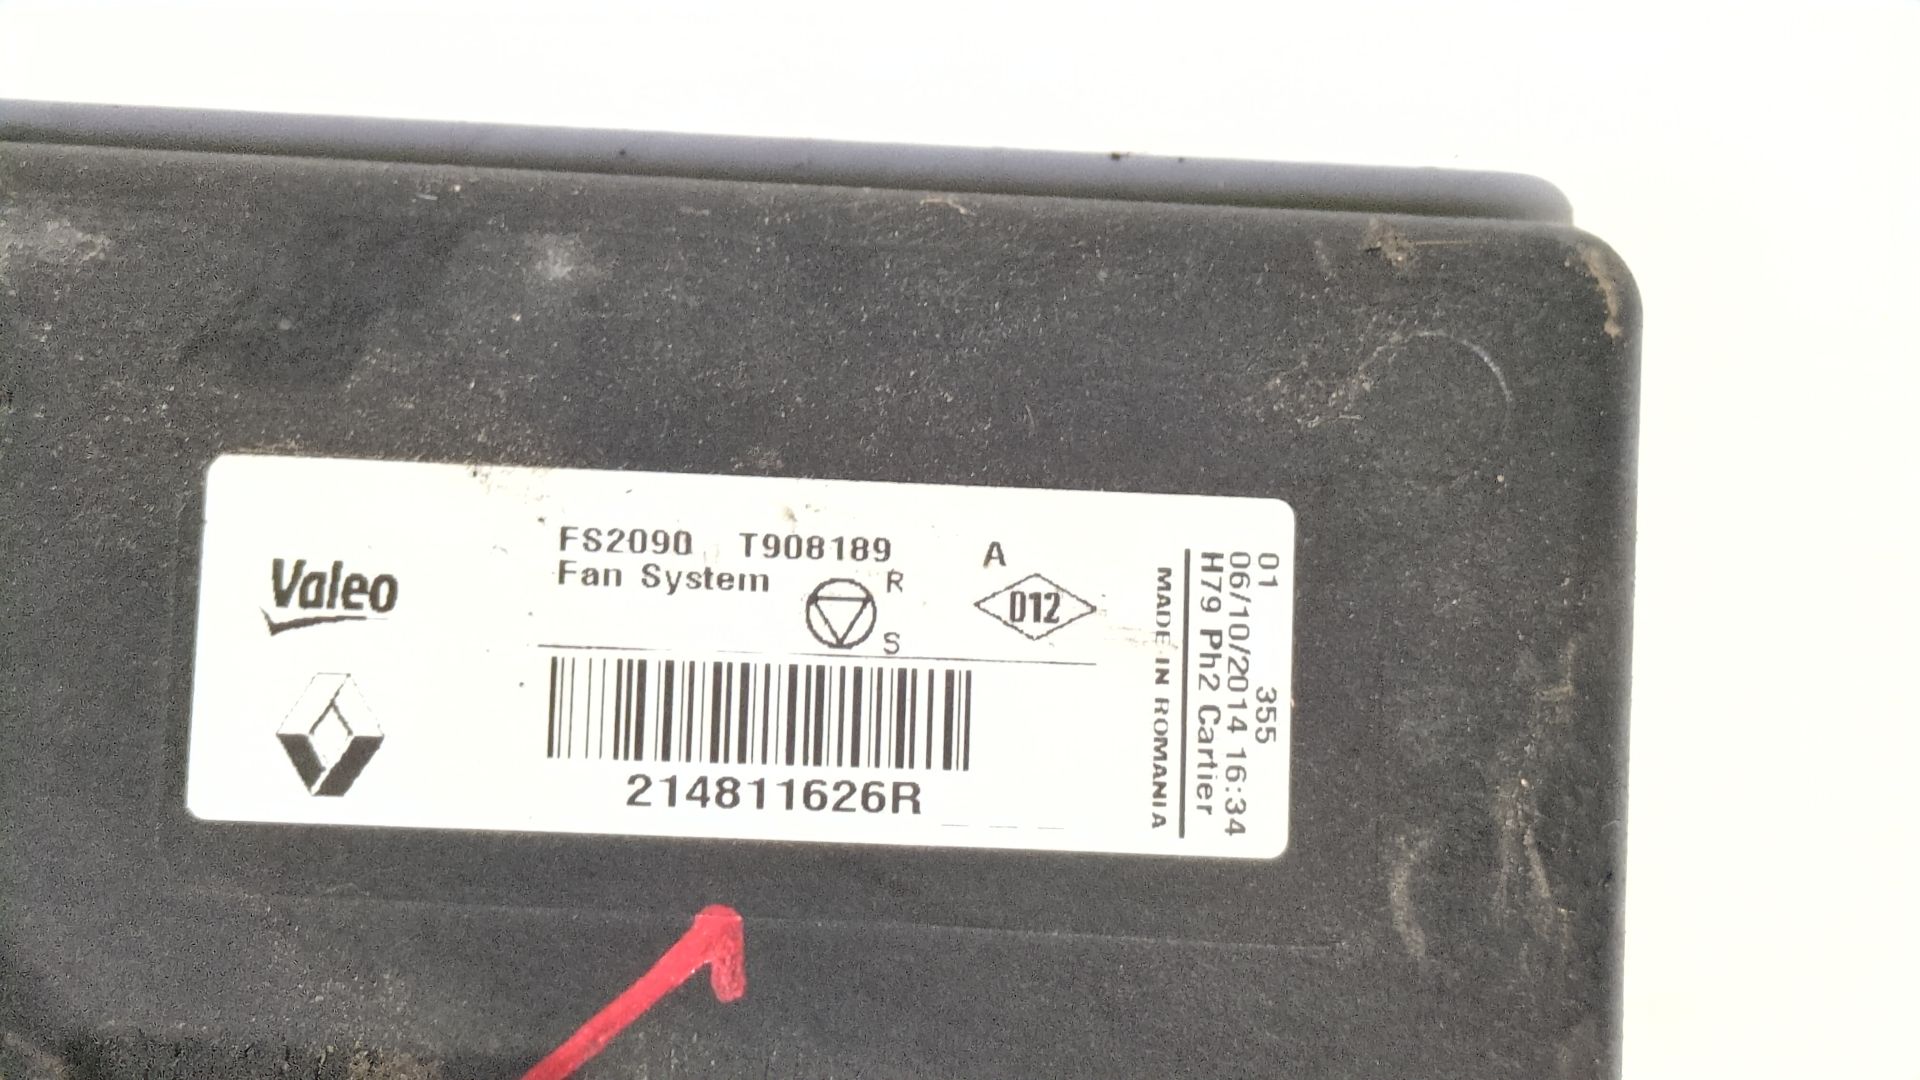 Valeo
FS2090 T908189
Fan System
R
S
A
012
214811626R
MADE IN ROMANIA
H79 Ph2 Cartier
06/10/2014 16:34
01 355